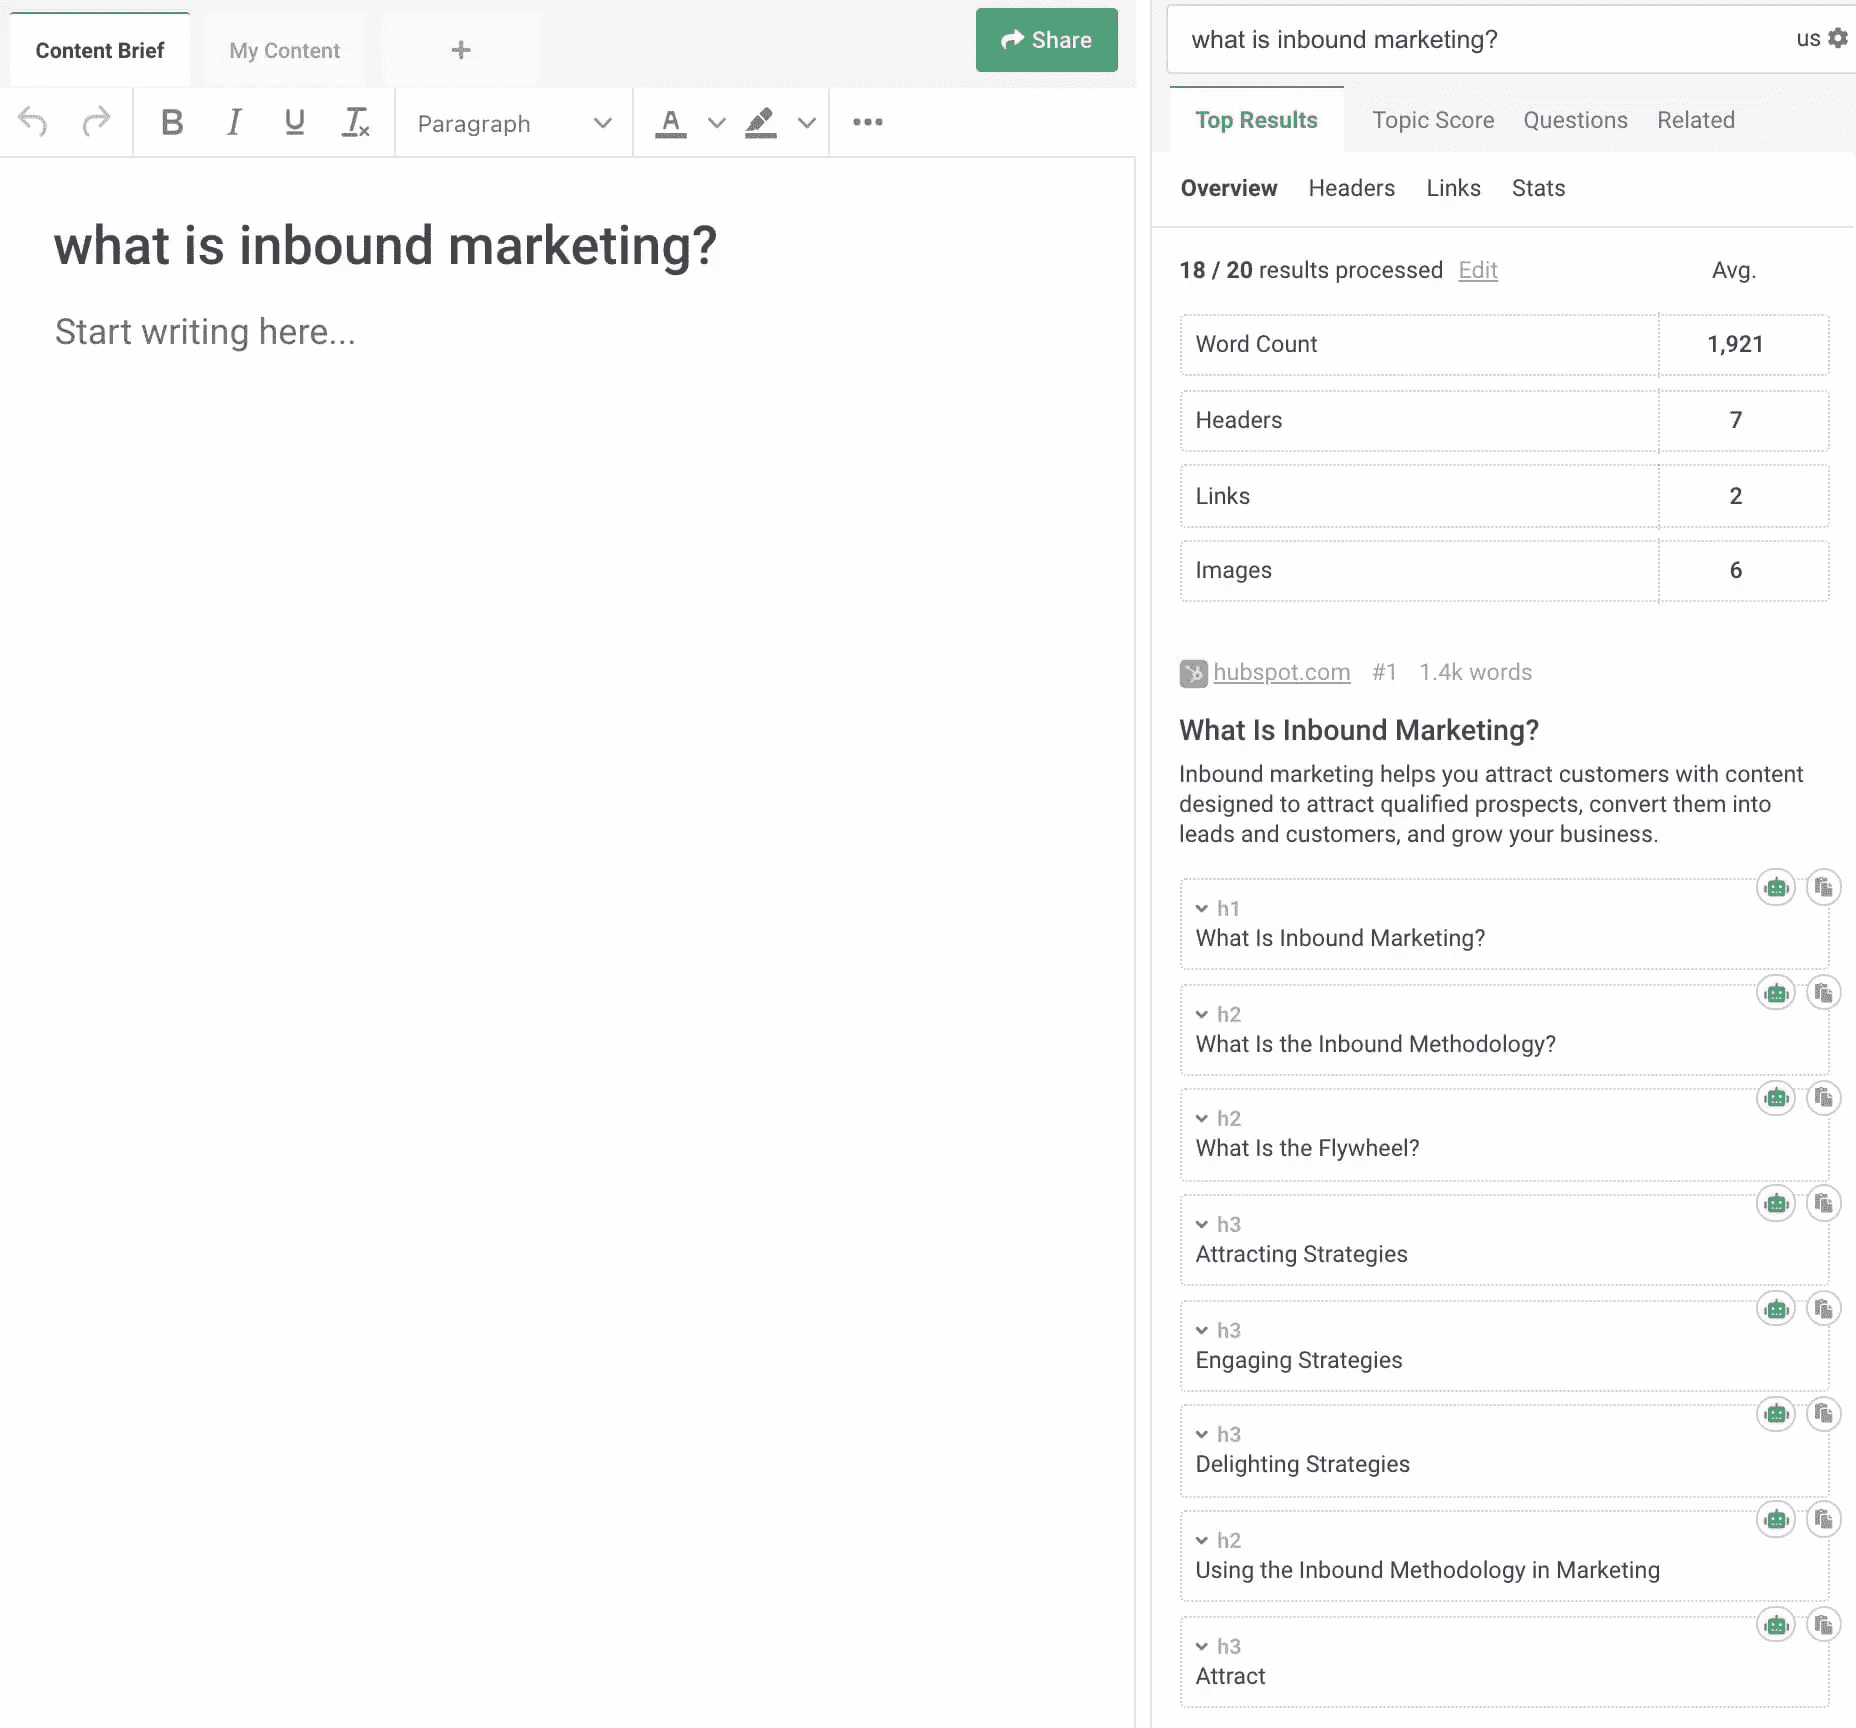 Content Brief
My Content
+
Share
B I U Tx Paragraph A
what is inbound marketing?
Start writing here...
what is inbound marketing?
us
Top Results Topic Score Questions Related
Overview Headers Links Stats
18 / 20 results processed Edit Avg.
Word Count 1,921
Headers 7
Links 2
Images 6
hubspot.com #1 1.4k words
What Is Inbound Marketing?
Inbound marketing helps you attract customers with content
designed to attract qualified prospects, convert them into
leads and customers, and grow your business.
h1
What Is Inbound Marketing?
h2
What Is the Inbound Methodology?
h2
What Is the Flywheel?
h3
Attracting Strategies
h3
Engaging Strategies
h3
Delighting Strategies
h2
Using the Inbound Methodology in Marketing
h3
Attract